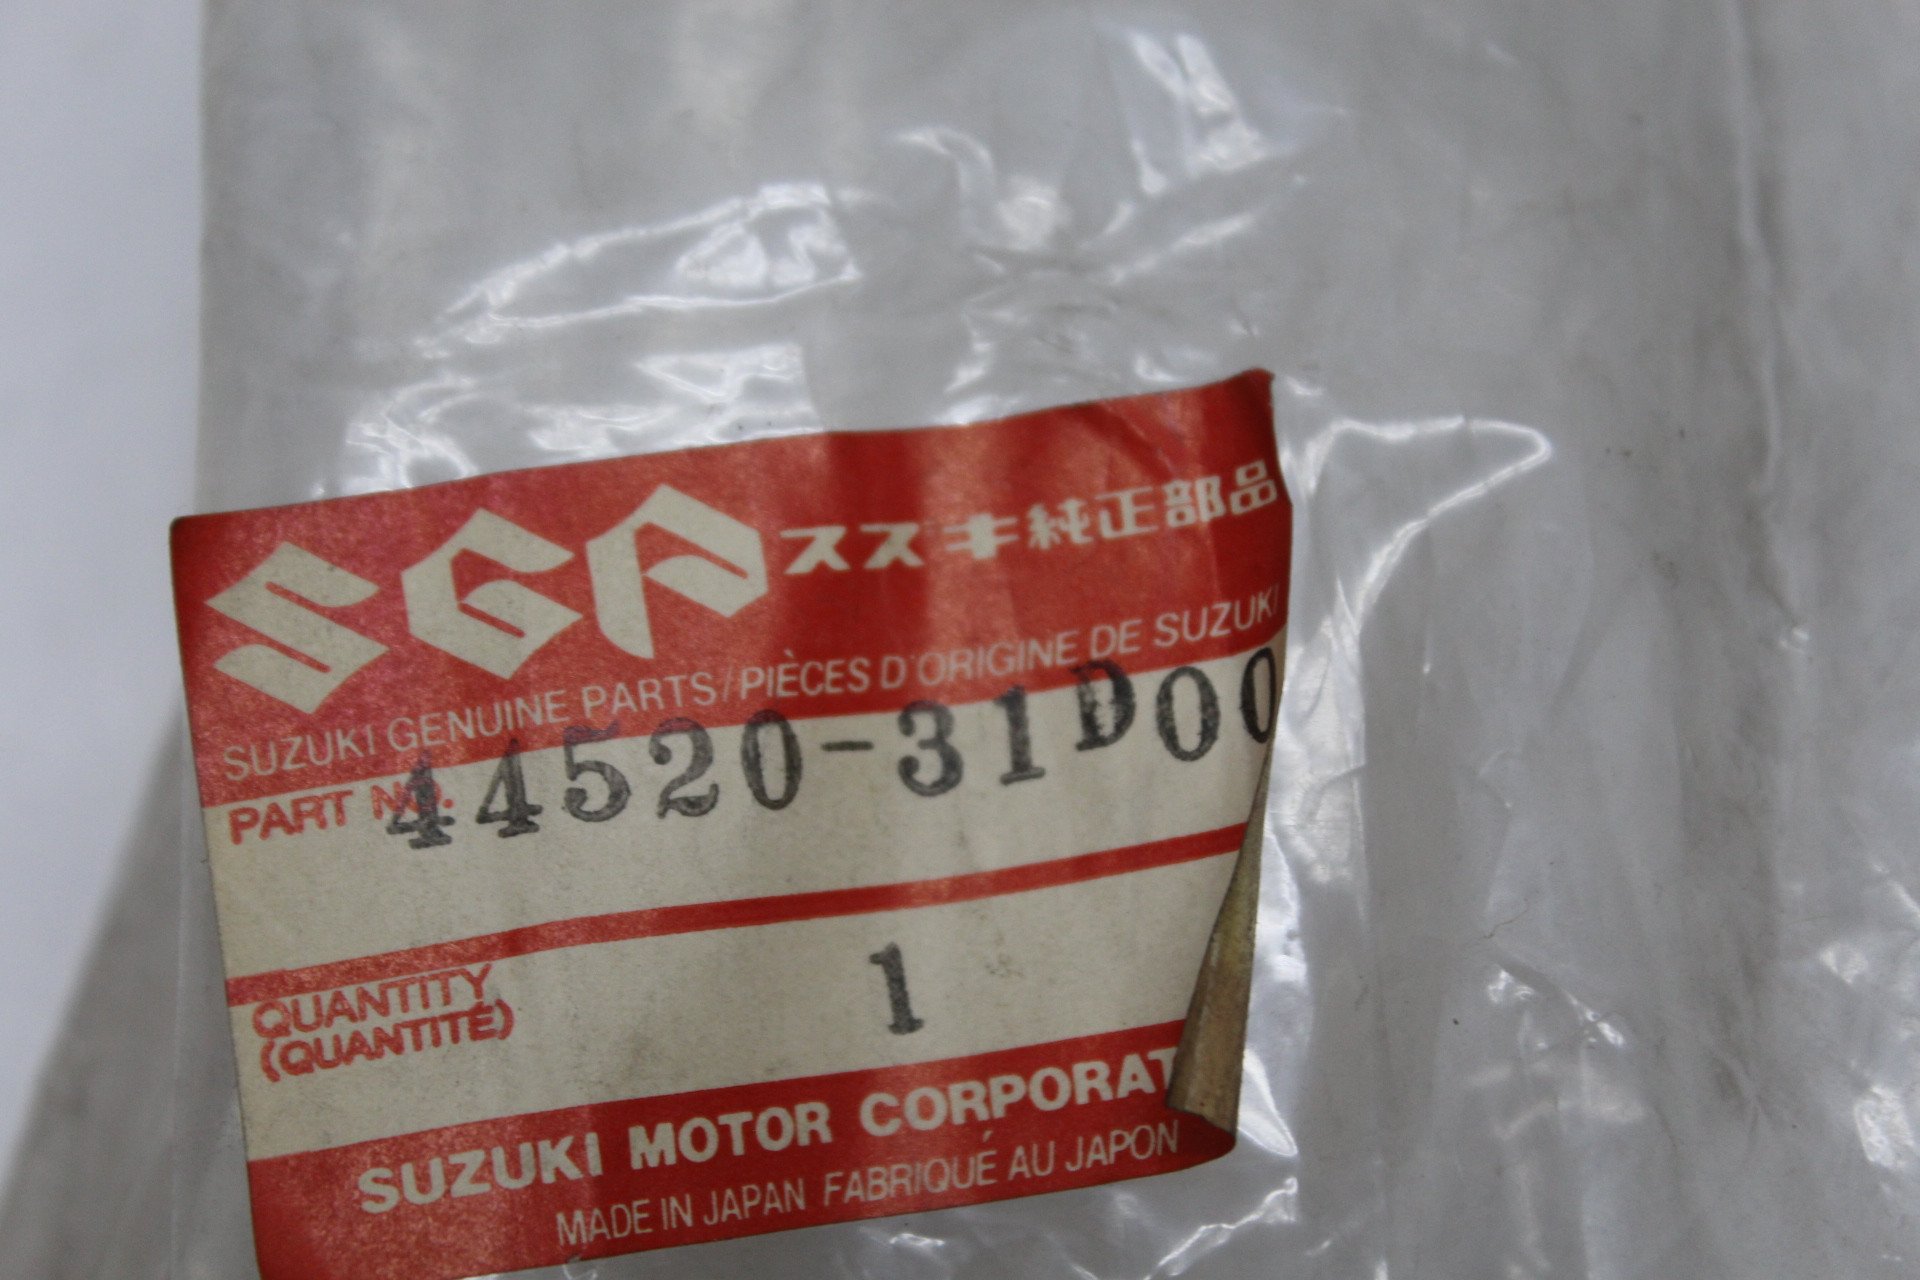 SGP スズキ純正部品
SUZUKI GENUINE PARTS/PIÈCES D'ORIGINE DE SUZUKI
PART NO. 44520-31D00
QUANTITY 1
(QUANTITÉ)
SUZUKI MOTOR CORPORAT
MADE IN JAPAN FABRIQUÉ AU JAPON